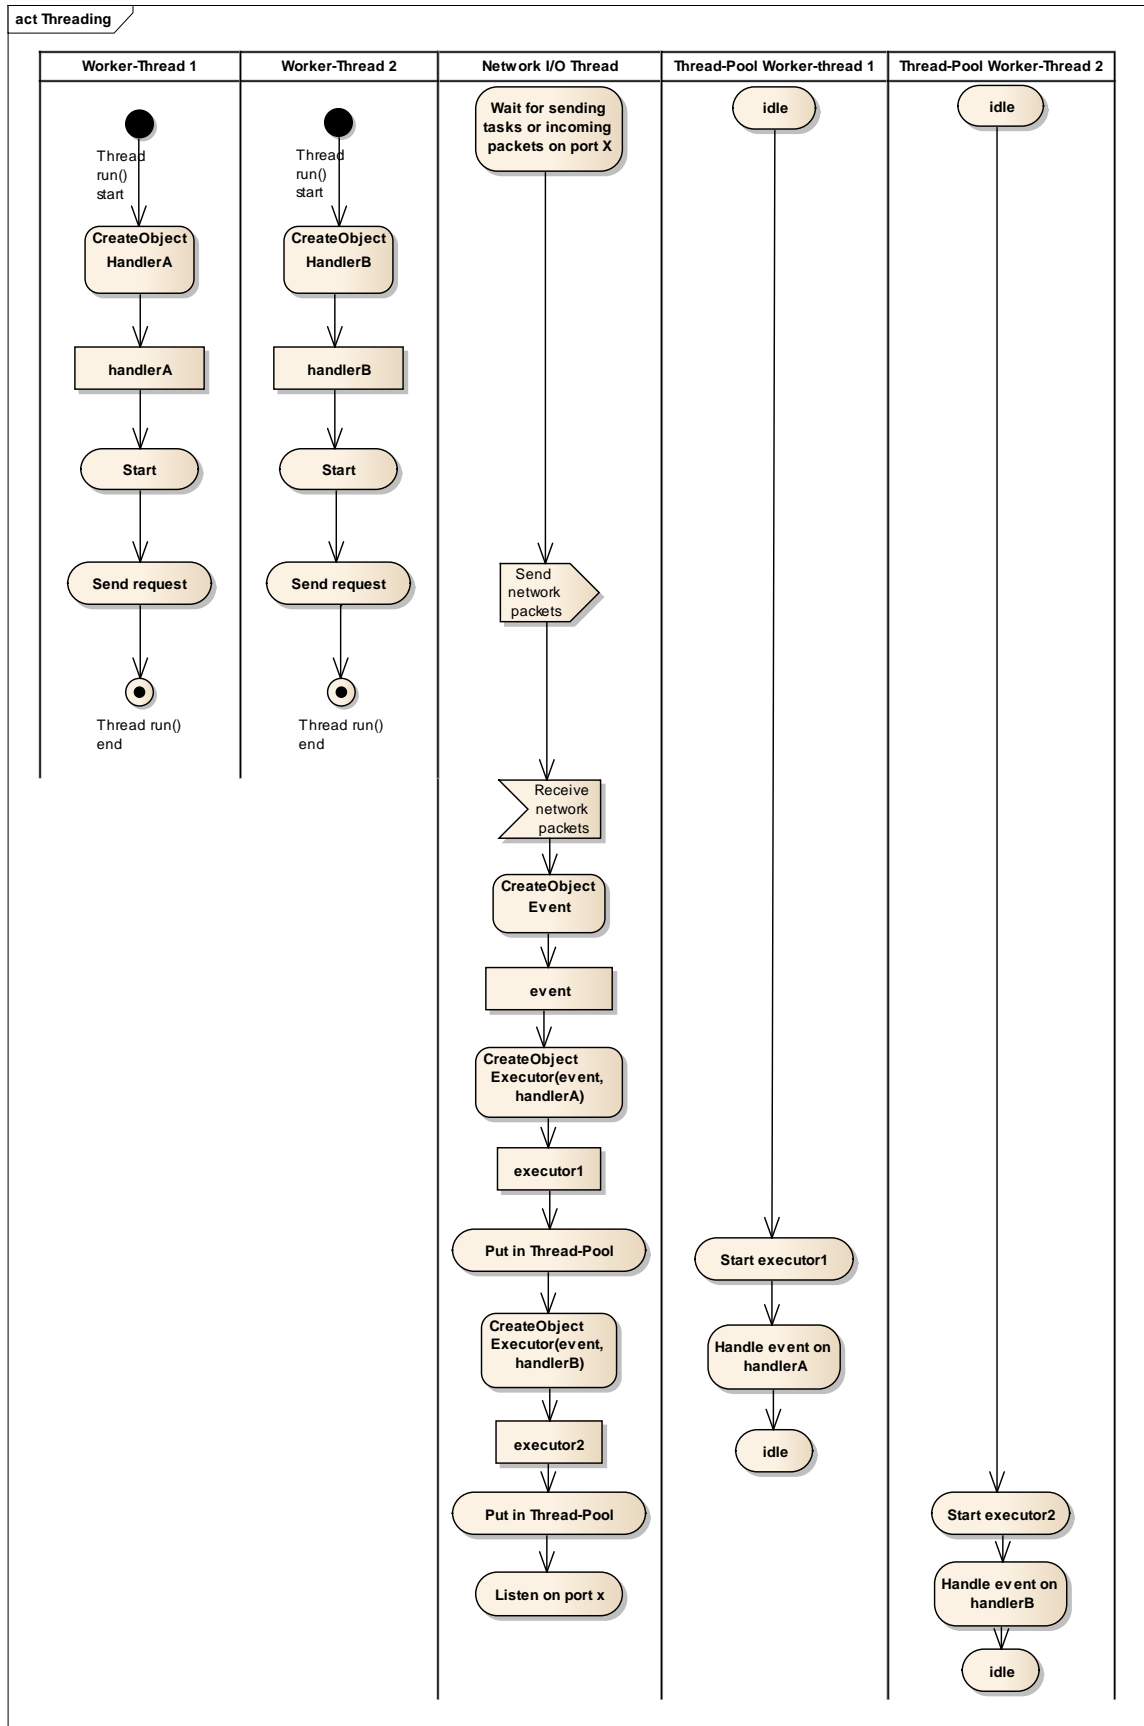 act Threading
Worker-Thread 1
Worker-Thread 2
Network I/O Thread
Thread-Pool Worker-thread 1
Thread-Pool Worker-Thread 2
Thread
run()
start
CreateObject
HandlerA
handlerA
Start
Send request
Thread run()
end
Thread
run()
start
CreateObject
HandlerB
handlerB
Start
Send request
Thread run()
end
Wait for sending
tasks or incoming
packets on port X
Send
network
packets
Receive
network
packets
CreateObject
Event
event
CreateObject
Executor(event,
handlerA)
executor1
Put in Thread-Pool
CreateObject
Executor(event,
handlerB)
executor2
Put in Thread-Pool
Listen on port x
idle
Start executor1
Handle event on
handlerA
idle
idle
Start executor2
Handle event on
handlerB
idle